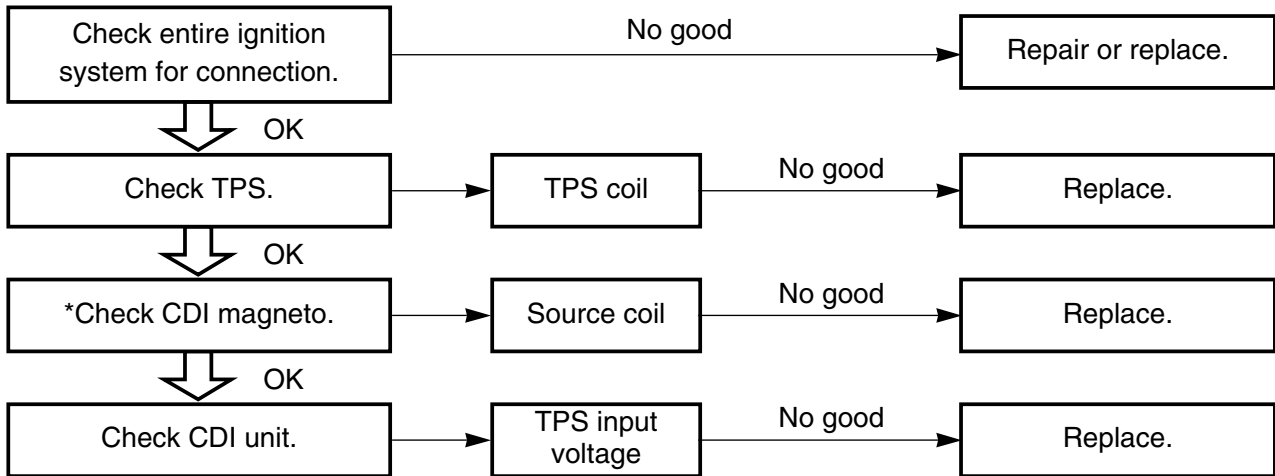 Check entire ignition
system for connection.
No good
Repair or replace.
OK
Check TPS.
TPS coil
No good
Replace.
OK
*Check CDI magneto.
Source coil
No good
Replace.
OK
Check CDI unit.
TPS input
voltage
No good
Replace.